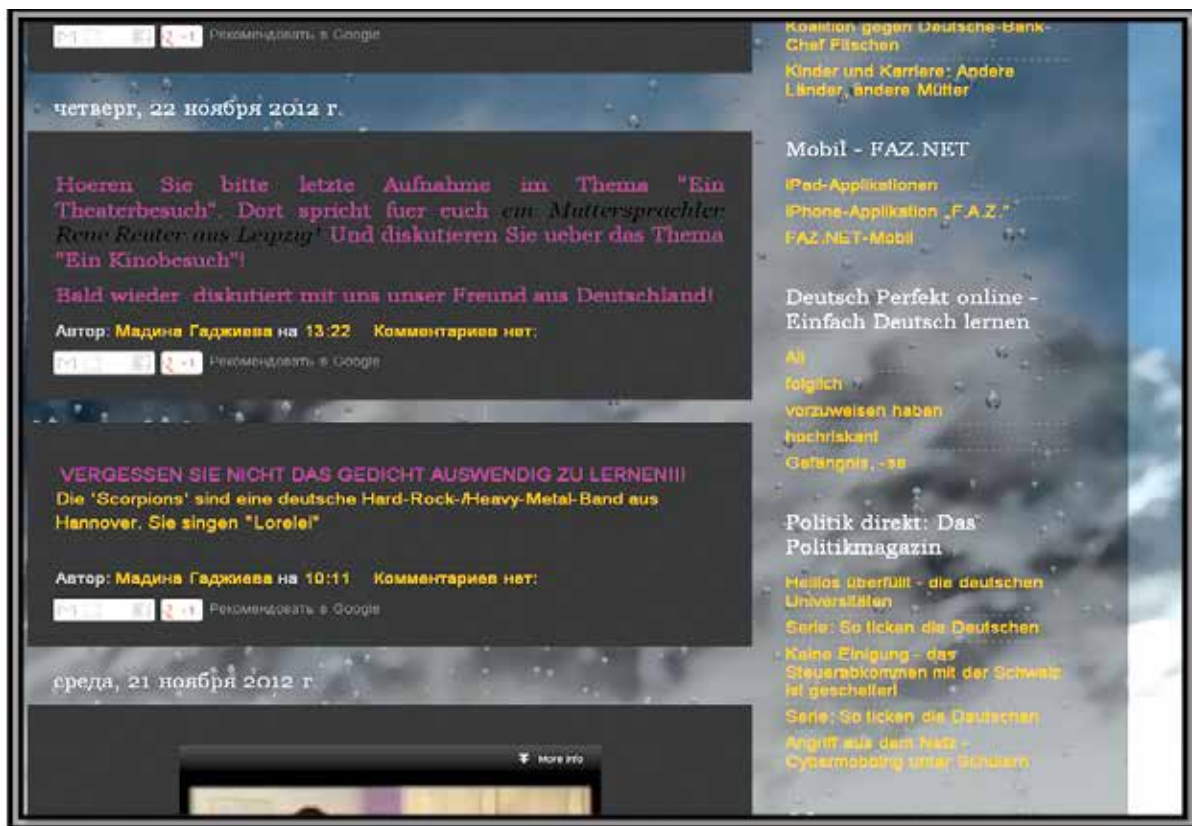 Рекомендовать в Google
четверг, 22 ноября 2012 г.
Hoeren Sie bitte letzte Aufnahme im Thema "Ein
Theaterbesuch". Dort spricht fuer euch ein Muttersprachler
Rene Reuter aus Leipzig! Und diskutieren Sie ueber das Thema
"Ein Kinobesuch"!
Bald wieder diskutiert mit uns unser Freund aus Deutschland!
Автор: Мадина Гаджиева на 13:22 Комментариев нет:
Рекомендовать в Google
VERGESSEN SIE NICHT DAS GEDICHT AUSWENDIG ZU LERNEN!!!
Die 'Scorpions' sind eine deutsche Hard-Rock-/Heavy-Metal-Band aus
Hannover. Sie singen "Lorelei"
Автор: Мадина Гаджиева на 10:11 Комментариев нет:
Рекомендовать в Google
среда, 21 ноября 2012 г.
More info
Koalition gegen Deutsche-Bank-
Chef Fitschen
Kinder und Karriere: Andere
Länder, andere Mütter
Mobil - FAZ.NET
iPad-Applikationen
iPhone-Applikation „F.A.Z."
FAZ.NET-Mobil
Deutsch Perfekt online -
Einfach Deutsch lernen
folglich
vorzuweisen haben
hochriskant
Gefängnis, -se
Politik direkt: Das
Politikmagazin
Heillos überfüllt - die deutschen
Universitäten
Serie: So ticken die Deutschen
Keine Einigung - das
Steuerabkommen mit der Schweiz
ist gescheitert
Serie: So ticken die Deutschen
Angriff aus dem Netz -
Cybermobbing unter Schülern